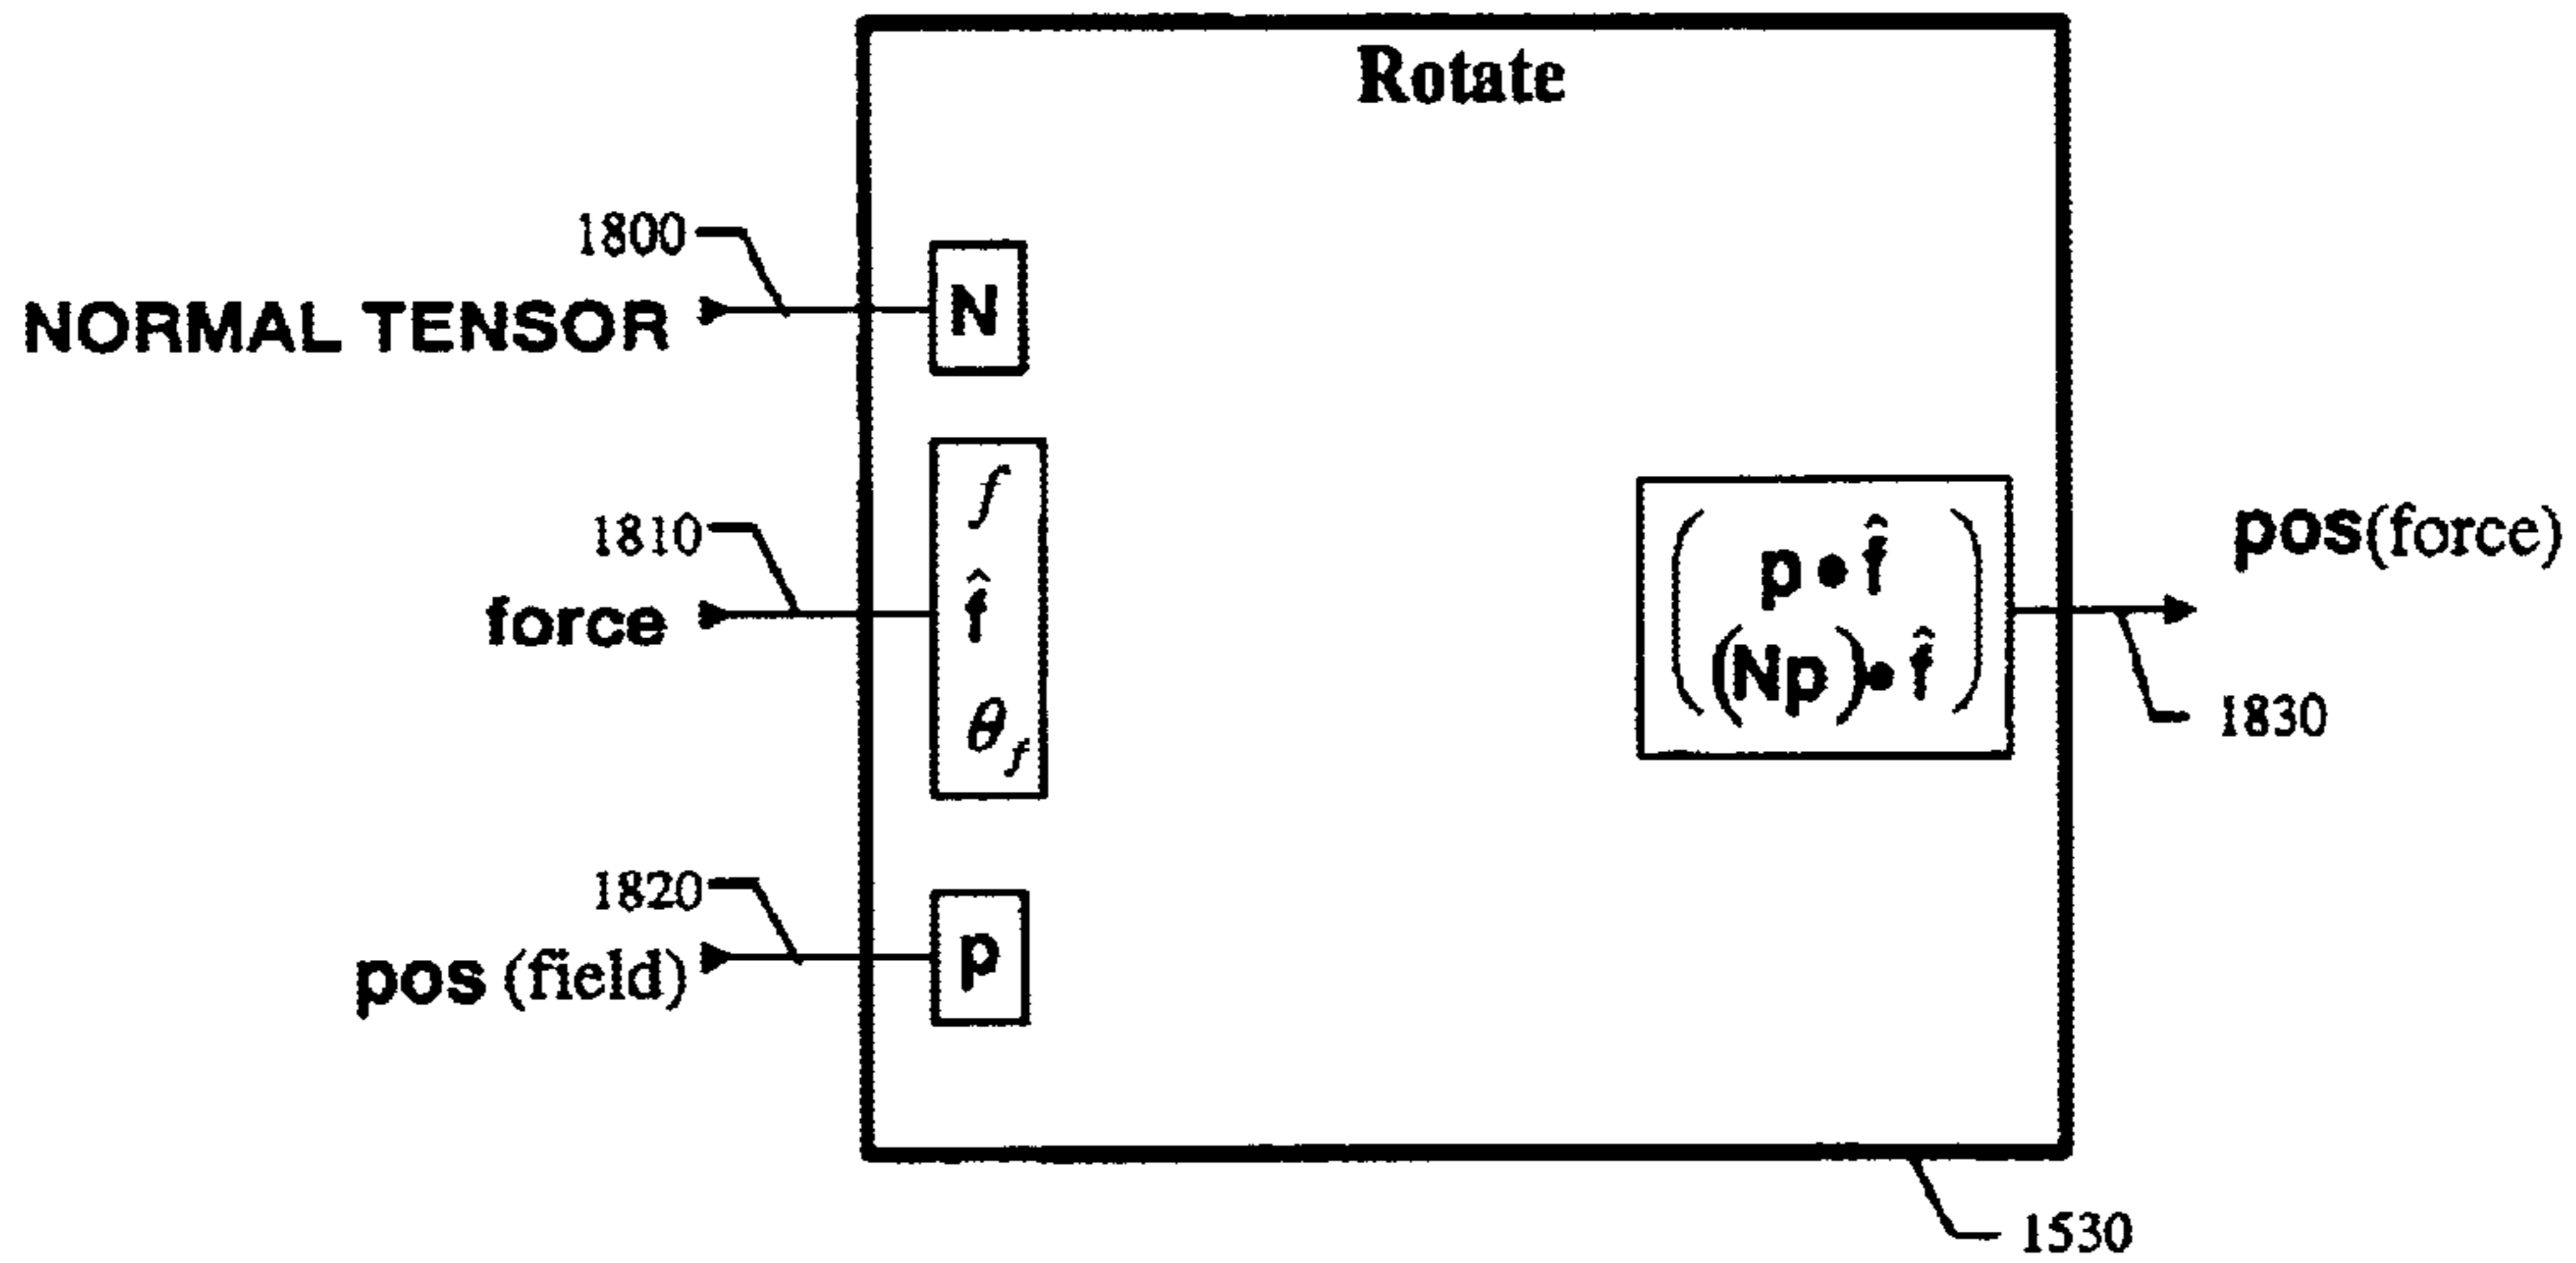 Rotate
1800
NORMAL TENSOR
N
1810
force
f
f̂
θ_f
1820
pos (field)
p
p • f̂
(Np) • f̂
pos(force)
1830
1530